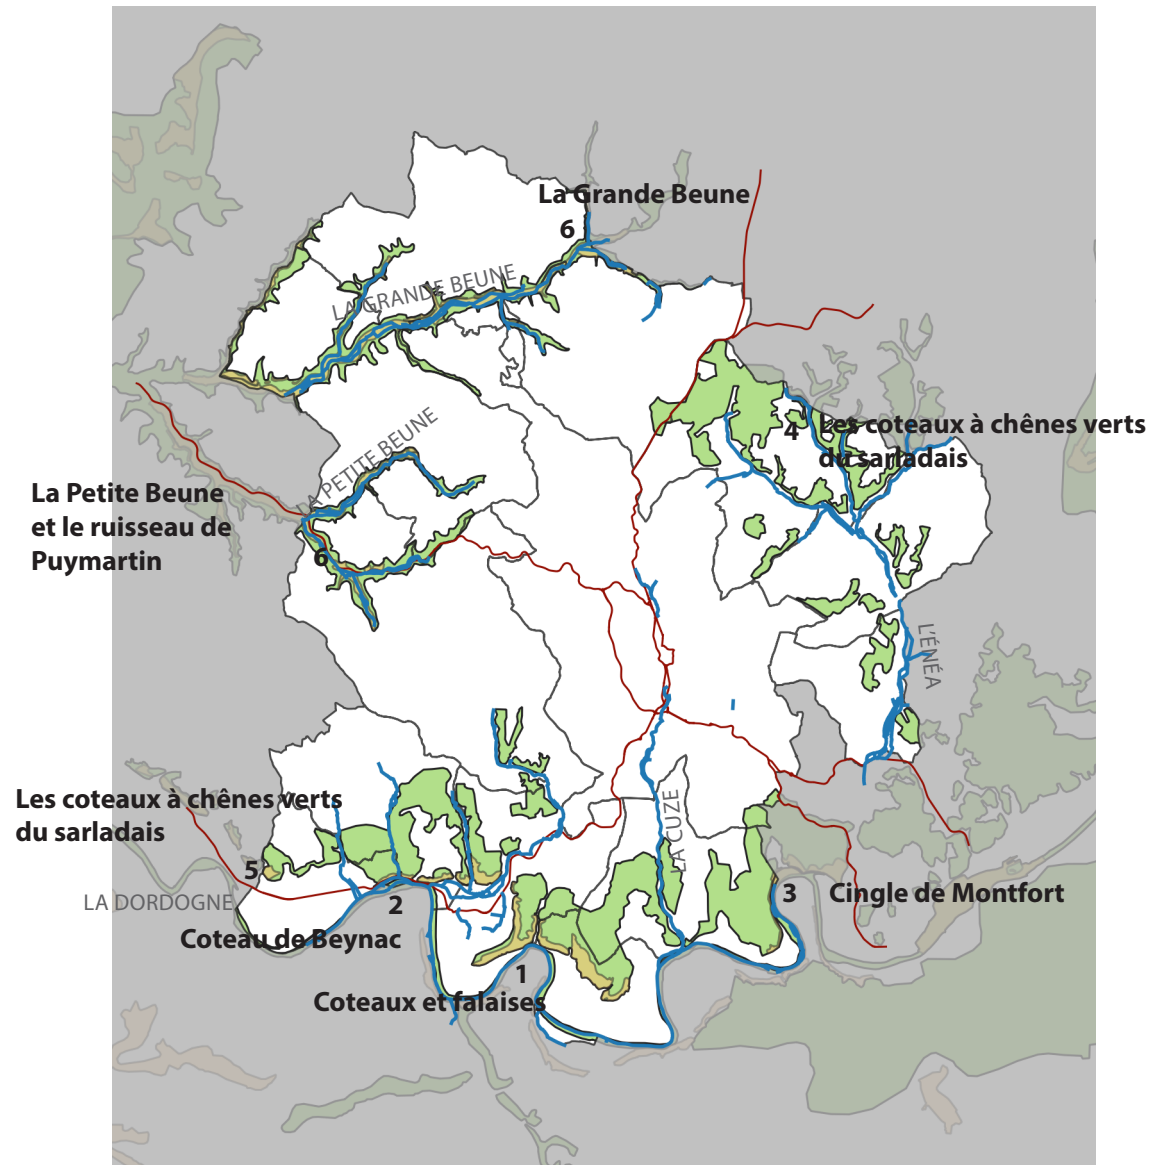 La Grande Beune
6
LA GRANDE BEUNE
4
Les coteaux à chênes verts
du sarladais
LA PETITE BEUNE
La Petite Beune
et le ruisseau de
Puymartin
6
L'ÉNÉA
Les coteaux à chênes verts
du sarladais
LA CUZE
5
LA DORDOGNE
2
3
Cingle de Montfort
Coteau de Beynac
1
Coteaux et falaises